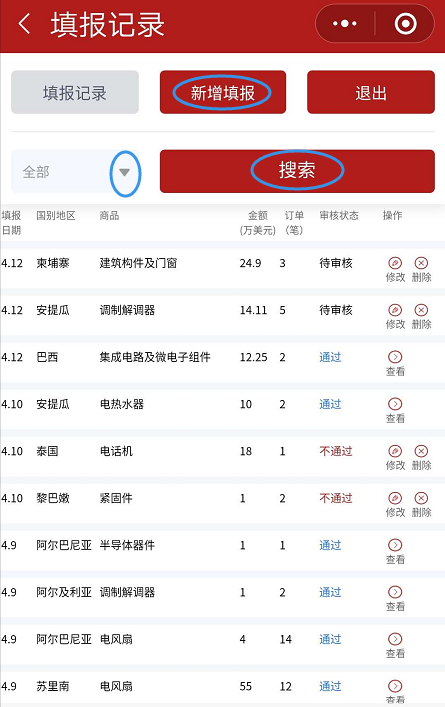 填报记录
填报记录 新增填报 退出
全部 搜索
填报 国别地区 商品 金额 订单 审核状态 操作
日期 (万美元) (笔)
4.12 柬埔寨 建筑构件及门窗 24.9 3 待审核
修改 删除
4.12 安提瓜 调制解调器 14.11 5 待审核
修改 删除
4.12 巴西 集成电路及微电子组件 12.25 2 通过
查看
4.10 安提瓜 电热水器 10 2 通过
查看
4.10 泰国 电话机 18 1 不通过
修改 删除
4.10 黎巴嫩 紧固件 1 2 不通过
修改 删除
4.9 阿尔巴尼亚 半导体器件 1 1 通过
查看
4.9 阿尔及利亚 调制解调器 1 2 通过
查看
4.9 阿尔巴尼亚 电风扇 4 14 通过
查看
4.9 苏里南 电风扇 55 12 通过
查看